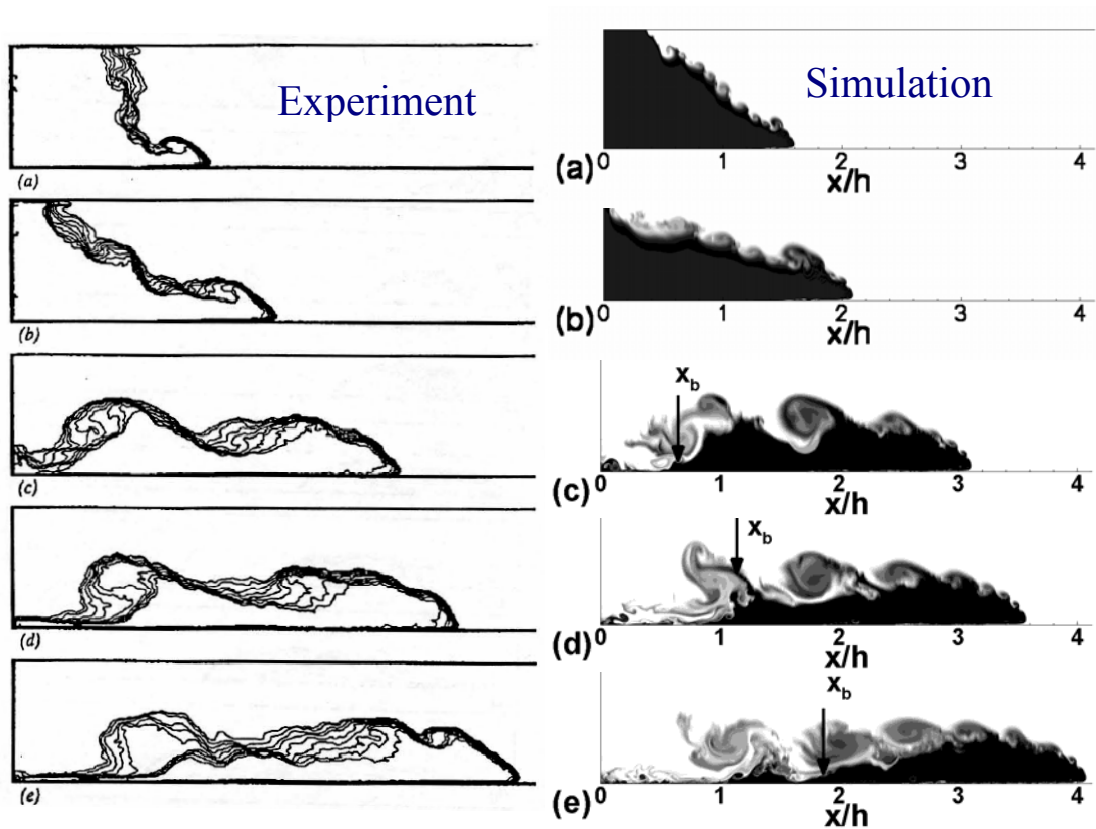 Experiment
(a)
(b)
(c)
(d)
(e)
Simulation
(a)
0 1 2 3 4
x/h
(b)
0 1 2 3 4
x/h
x_b
(c)
0 1 2 3 4
x/h
x_b
(d)
0 1 2 3 4
x/h
x_b
(e)
0 1 2 3 4
x/h